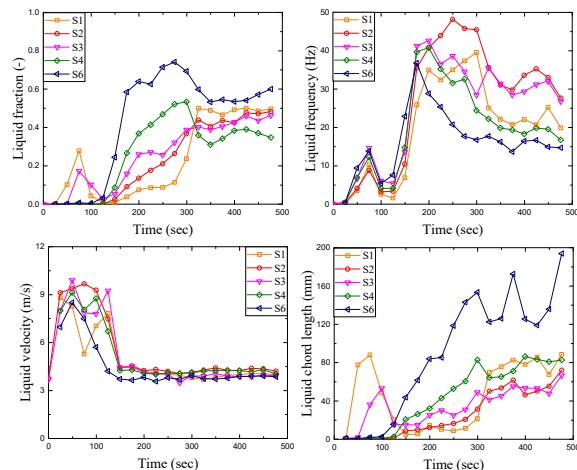 1.0
0.8
0.6
0.4
0.2
0.0
Liquid fraction (-)
S1
S2
S3
S4
S6
0 100 200 300 400 500
Time (sec)
50
40
30
20
10
0
Liquid frequency (Hz)
S1
S2
S3
S4
S6
0 100 200 300 400 500
Time (sec)
12
9
6
3
0
Liquid velocity (m/s)
S1
S2
S3
S4
S6
0 100 200 300 400 500
Time (sec)
200
160
120
80
40
0
Liquid chord length (mm)
S1
S2
S3
S4
S6
0 100 200 300 400 500
Time (sec)